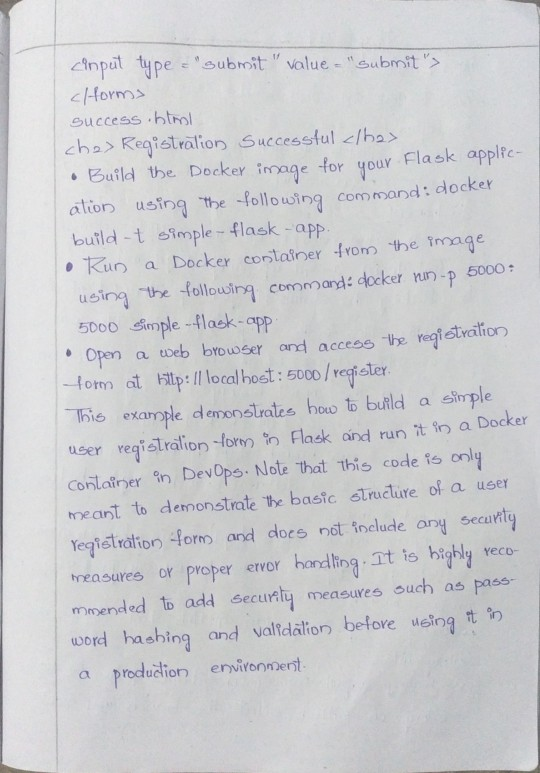 <input type = "submit" value = "submit">
</form>
success.html
<h2> Registration Successful </h2>
• Build the Docker image for your Flask applic-
ation using the following command: docker
build -t simple-flask-app.
• Run a Docker container from the image
using the following command: docker run -p 5000:
5000 simple-flask-app
• Open a web browser and access the registration
form at http://localhost:5000/register.
This example demonstrates how to build a simple
user registration form in Flask and run it in a Docker
container in DevOps. Note that this code is only
meant to demonstrate the basic structure of a user
registration form and does not include any security
measures or proper error handling. It is highly reco-
mmended to add security measures such as pass-
word hashing and validation before using it in
a production environment.